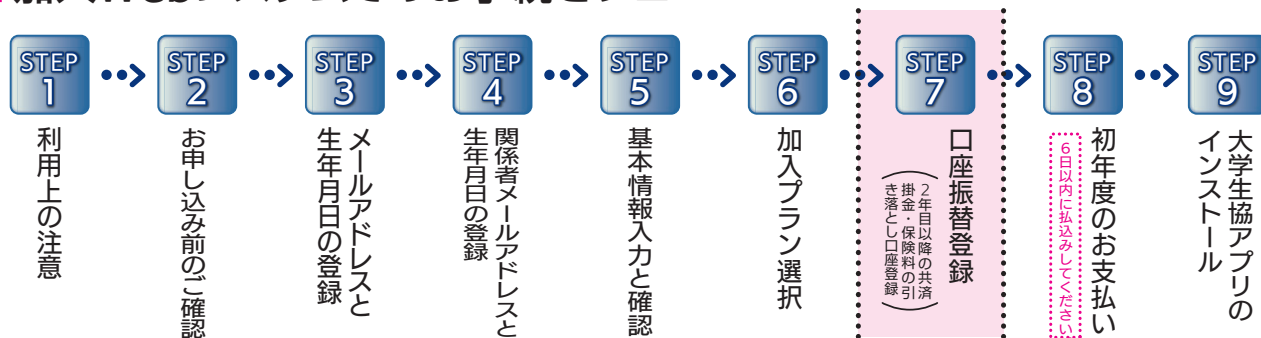 STEP
1
利用上の注意
STEP
2
お申し込み前のご確認
STEP
3
メールアドレスと
生年月日の登録
STEP
4
関係者メールアドレスと
生年月日の登録
STEP
5
基本情報入力と確認
STEP
6
加入プラン選択
STEP
7
口座振替登録
(2年目以降の共済
掛金・保険料の引
き落とし口座登録)
STEP
8
初年度のお支払い
6日以内に払込みしてください
STEP
9
大学生協アプリの
インストール